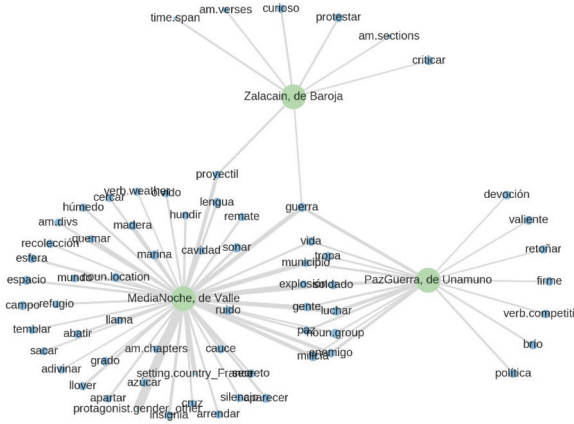 curioso
am.verses
time.span
protestar
am.sections
criticar
Zalacain, de Baroja
proyectil
verb.weather
olvido
cercar
devoción
lengua
guerra
húmedo
hundir
remate
valiente
am.divs
madera
quemar
vida
recolección
sonar
cavidad
retoñar
marina
tropa
esfera
municipio
mundo
noun.location
espacio
PazGuerra, de Unamuno
firme
explosión
soldado
MediaNoche, de Valle
campo
refugio
gente
luchar
ruido
verb.competiti
llama
temblar
paz
noun.group
abatir
brío
am.chapters
cauce
sacar
enemigo
milicia
grado
adivinar
setting.country_France
secreto
política
azúcar
llover
apartar
silencio
aparecer
cruz
protagonist.gender_other
insignia
arrendar